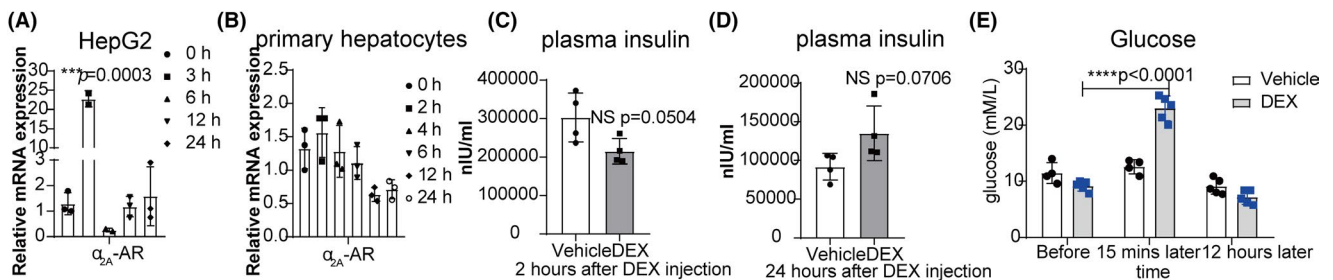 (A)
HepG2
Relative mRNA expression
30
25
20
15
10
5
2
1
0
***
p=0.0003
α2A-AR
0 h
3 h
6 h
12 h
24 h
(B)
primary hepatocytes
Relative mRNA expression
2.5
2.0
1.5
1.0
0.5
0.0
α2A-AR
0 h
2 h
4 h
6 h
12 h
24 h
(C)
plasma insulin
nIU/ml
400000
300000
200000
100000
0
NS p=0.0504
VehicleDEX
2 hours after DEX injection
(D)
plasma insulin
nIU/ml
200000
150000
100000
50000
0
NS p=0.0706
VehicleDEX
24 hours after DEX injection
(E)
Glucose
glucose (mM/L)
30
20
10
0
****p<0.0001
Vehicle
DEX
Before 15 mins later 12 hours later
time